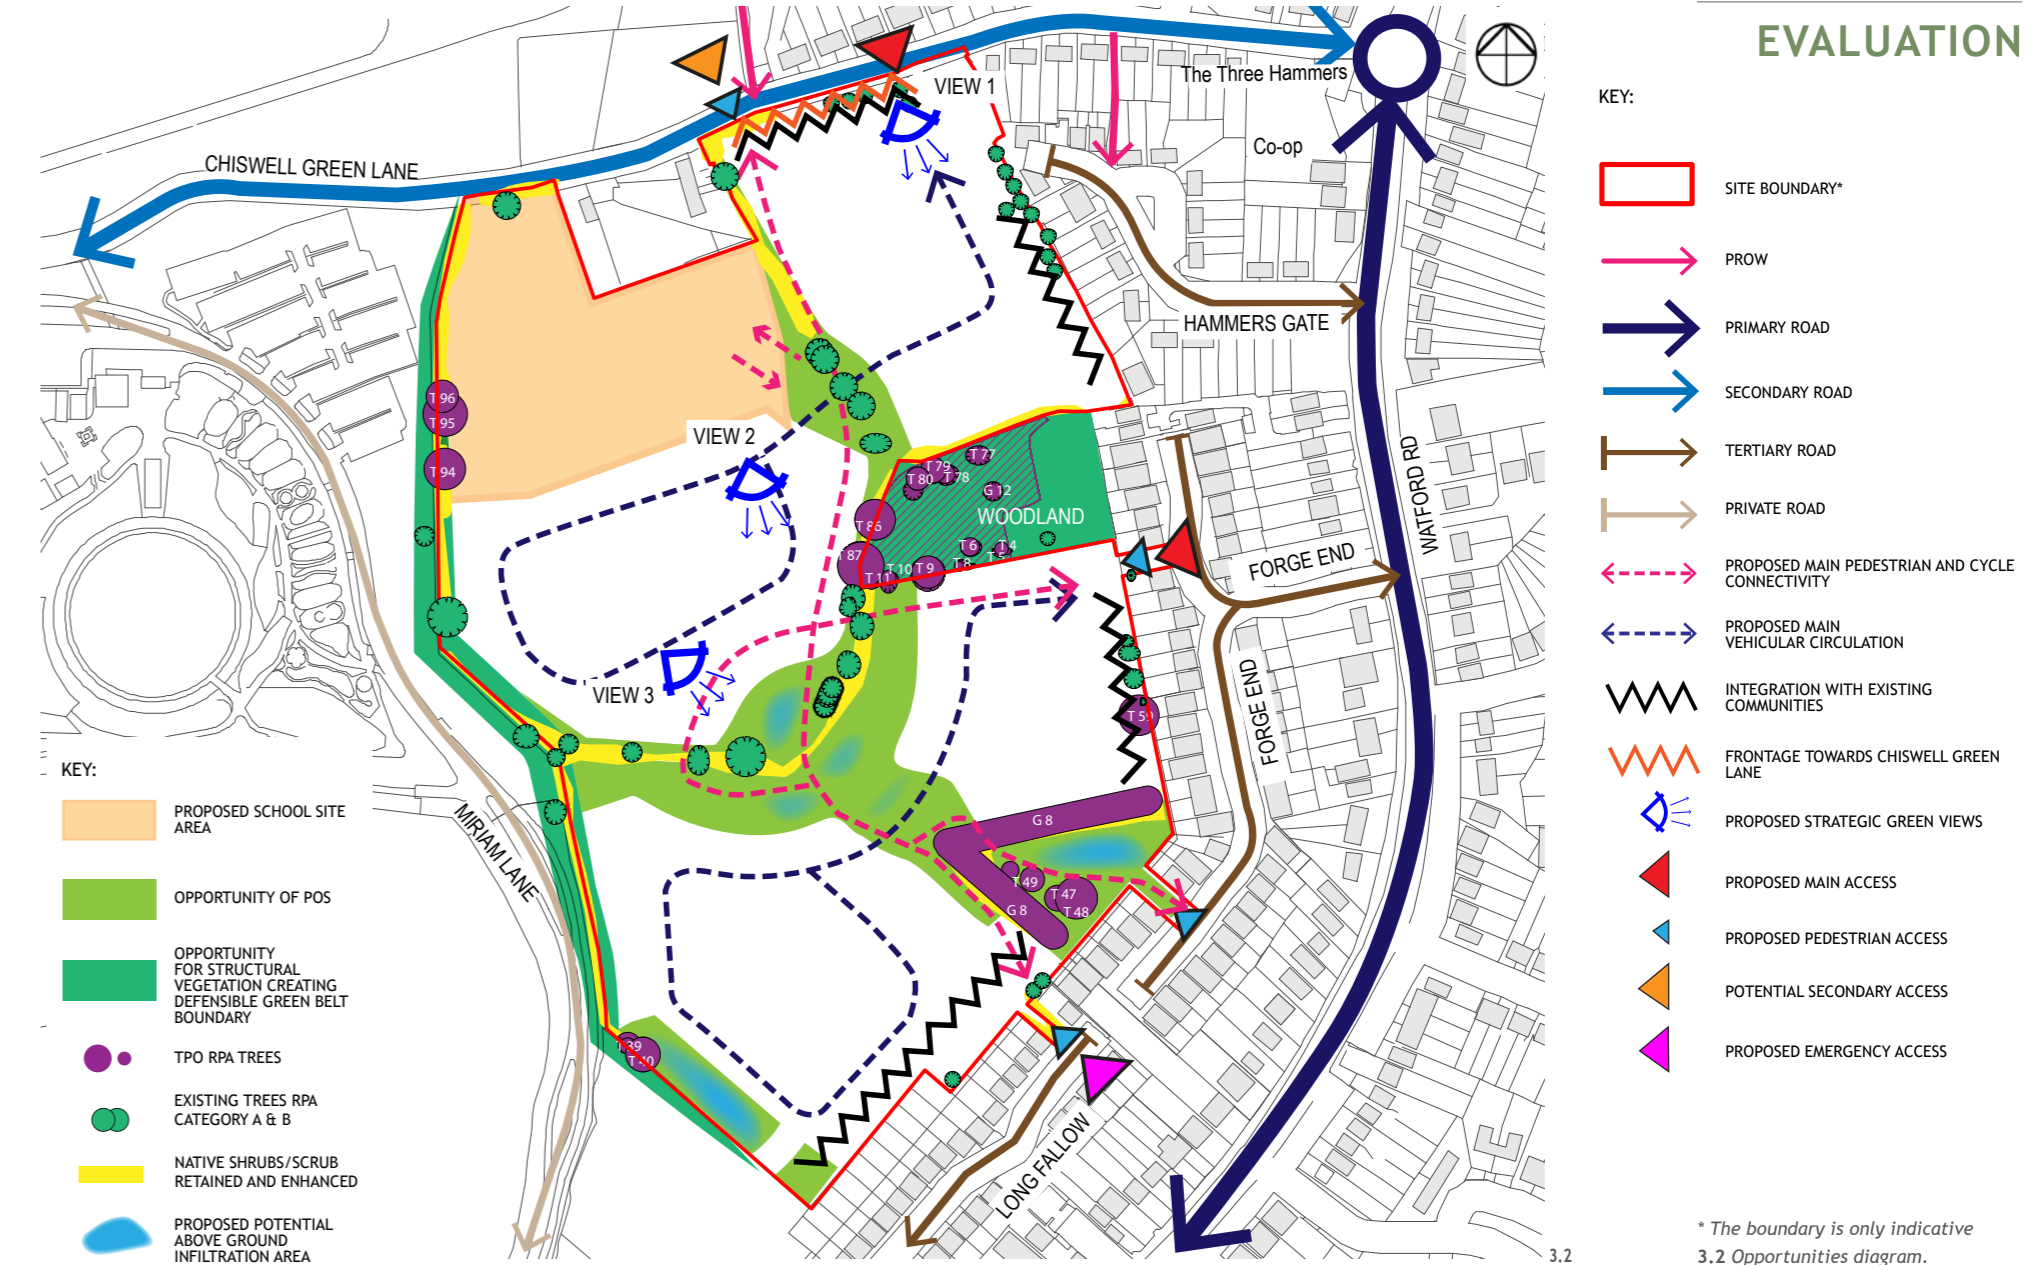 EVALUATION
The Three Hammers
VIEW 1
Co-op
CHISWELL GREEN LANE
HAMMERS GATE
T 96
T 95
T 94
VIEW 2
T 79
T 77
T 80
T 78
G 12
WOODLAND
T 86
T 87
T 6
T 4
T 5
T 8
T 10
T 9
T 11
WATFORD RD
FORGE END
FORGE END
VIEW 3
T 59
G 8
T 49
T 47
T 48
G 8
MIRIAM LANE
T 39
T 40
LONG FALLOW
KEY:
PROPOSED SCHOOL SITE
AREA
OPPORTUNITY OF POS
OPPORTUNITY
FOR STRUCTURAL
VEGETATION CREATING
DEFENSIBLE GREEN BELT
BOUNDARY
TPO RPA TREES
EXISTING TREES RPA
CATEGORY A & B
NATIVE SHRUBS/SCRUB
RETAINED AND ENHANCED
PROPOSED POTENTIAL
ABOVE GROUND
INFILTRATION AREA
KEY:
SITE BOUNDARY*
PROW
PRIMARY ROAD
SECONDARY ROAD
TERTIARY ROAD
PRIVATE ROAD
PROPOSED MAIN PEDESTRIAN AND CYCLE
CONNECTIVITY
PROPOSED MAIN
VEHICULAR CIRCULATION
INTEGRATION WITH EXISTING
COMMUNITIES
FRONTAGE TOWARDS CHISWELL GREEN
LANE
PROPOSED STRATEGIC GREEN VIEWS
PROPOSED MAIN ACCESS
PROPOSED PEDESTRIAN ACCESS
POTENTIAL SECONDARY ACCESS
PROPOSED EMERGENCY ACCESS
3.2
* The boundary is only indicative
3.2 Opportunities diagram.